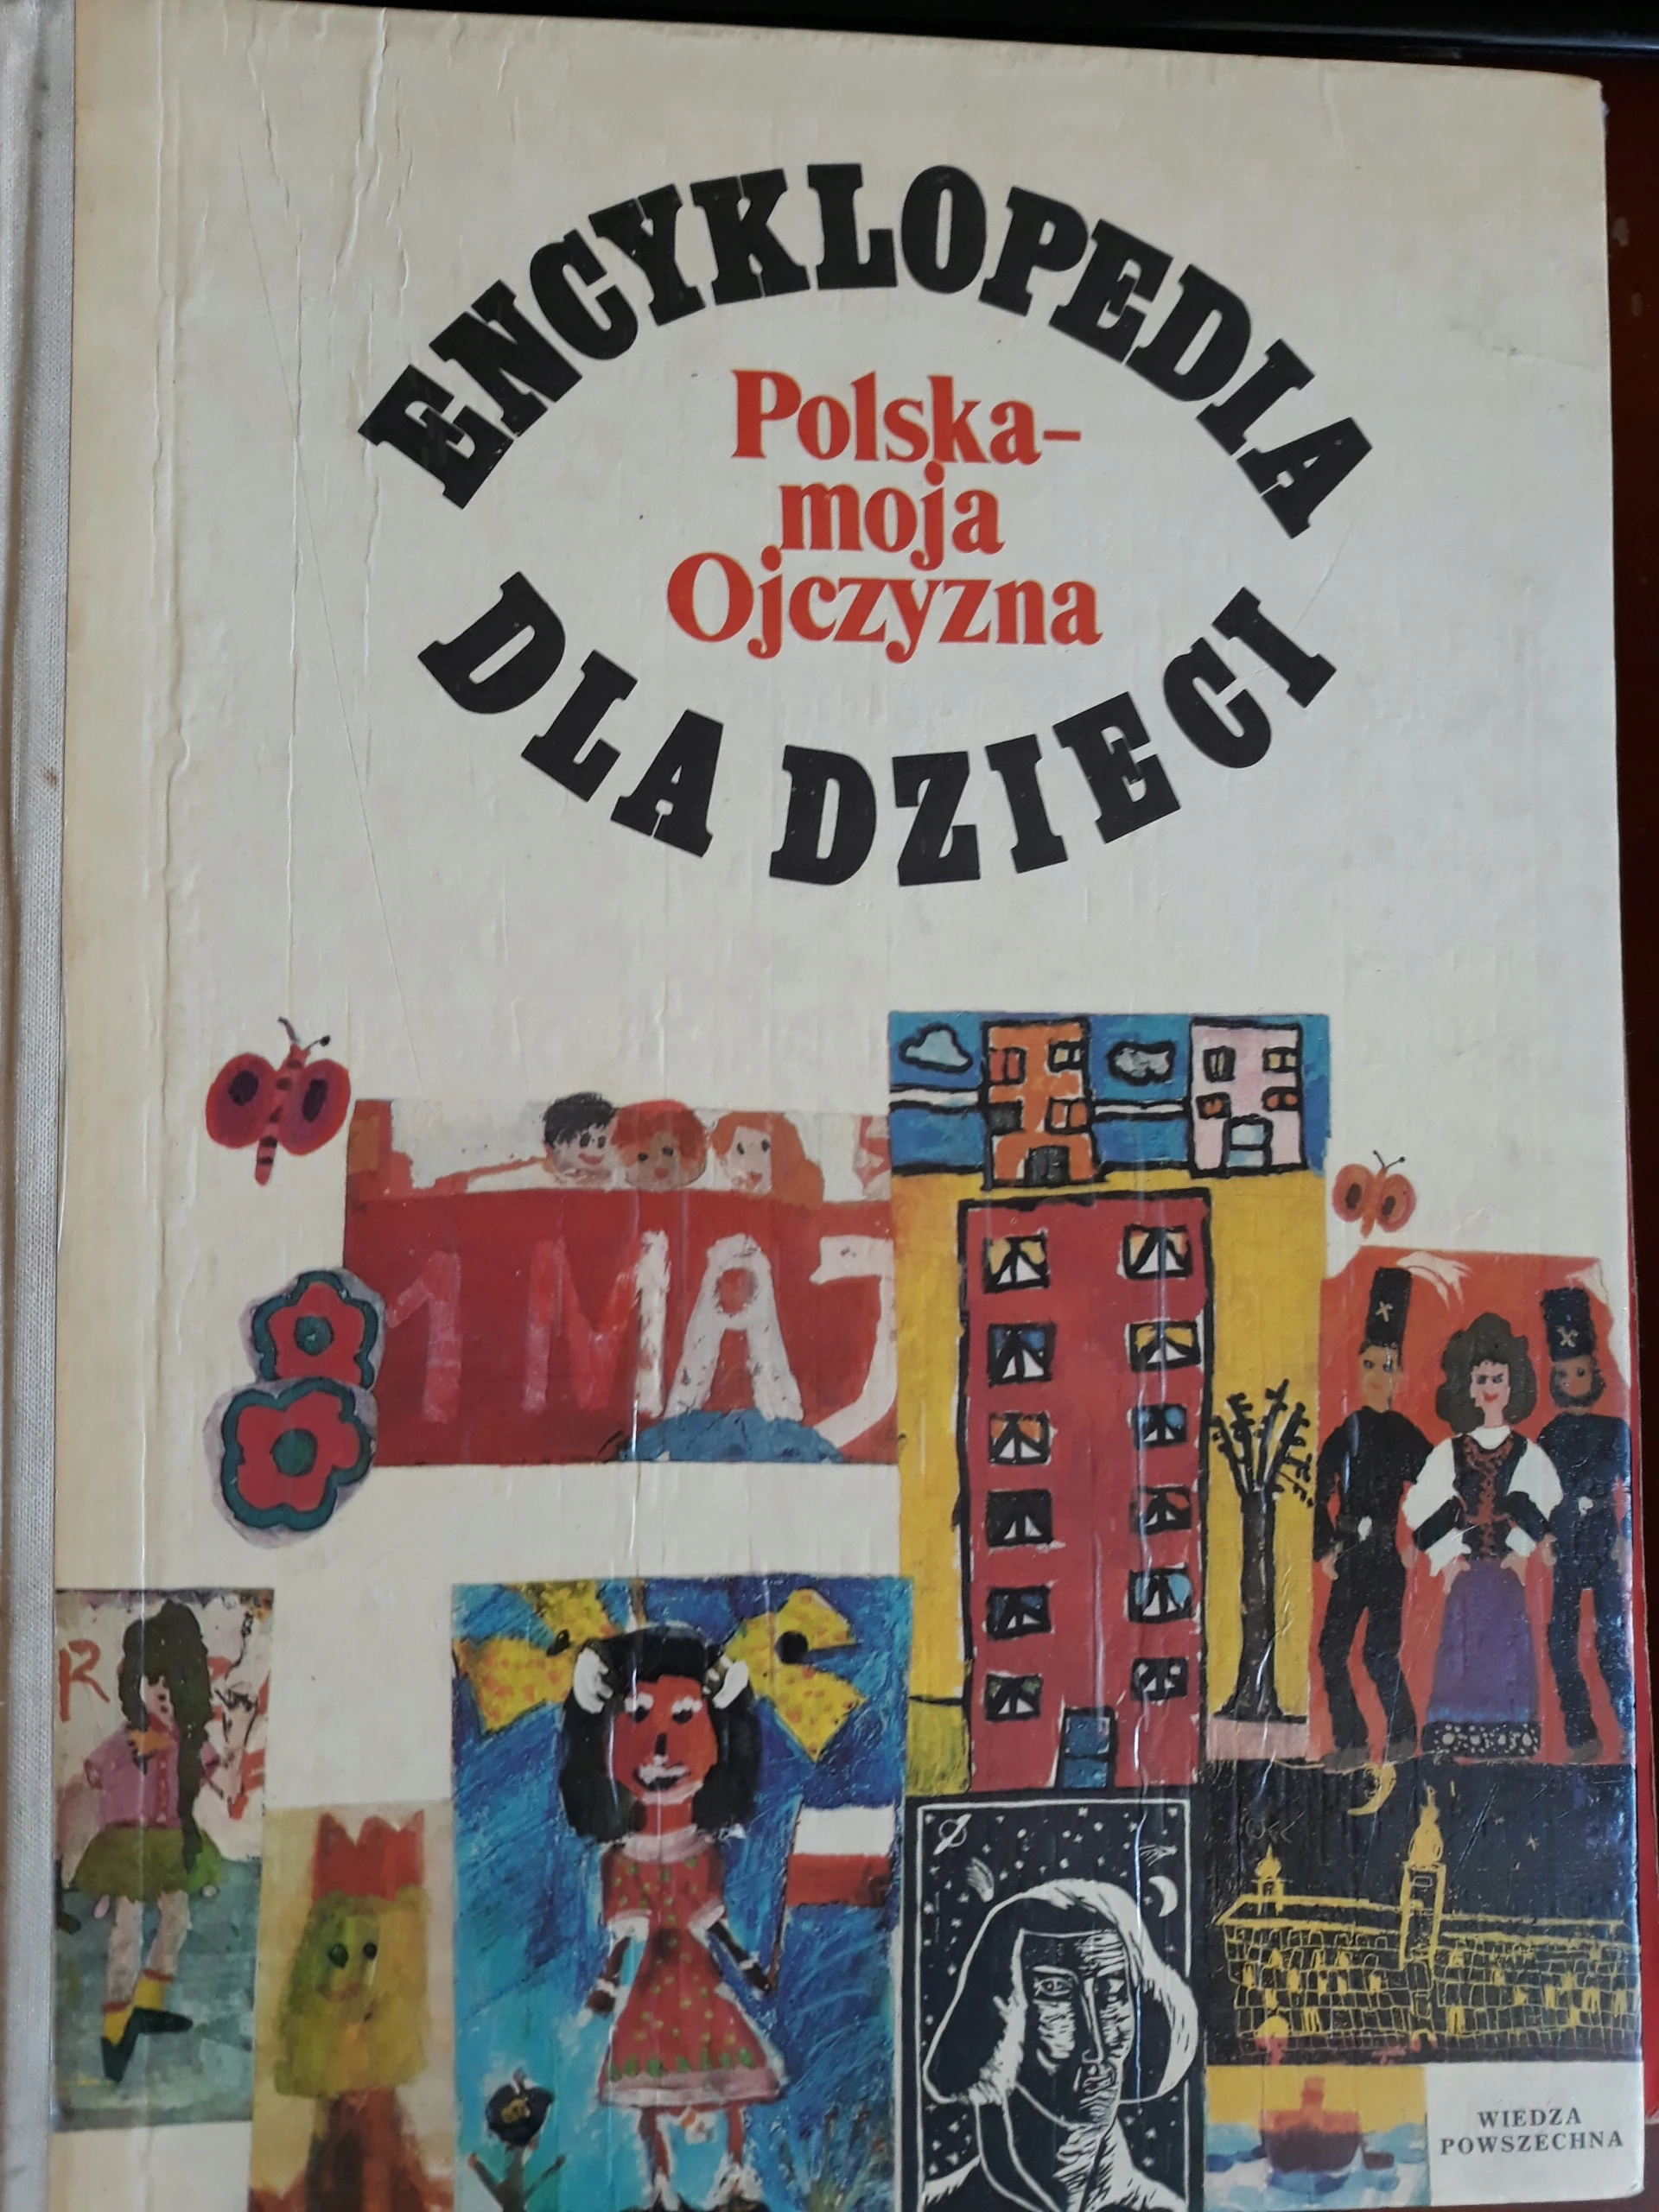 ENCYKLOPEDIA
Polska-
moja
Ojczyzna
DLA DZIECI
1 MAJ
R
WIEDZA
POWSZECHNA